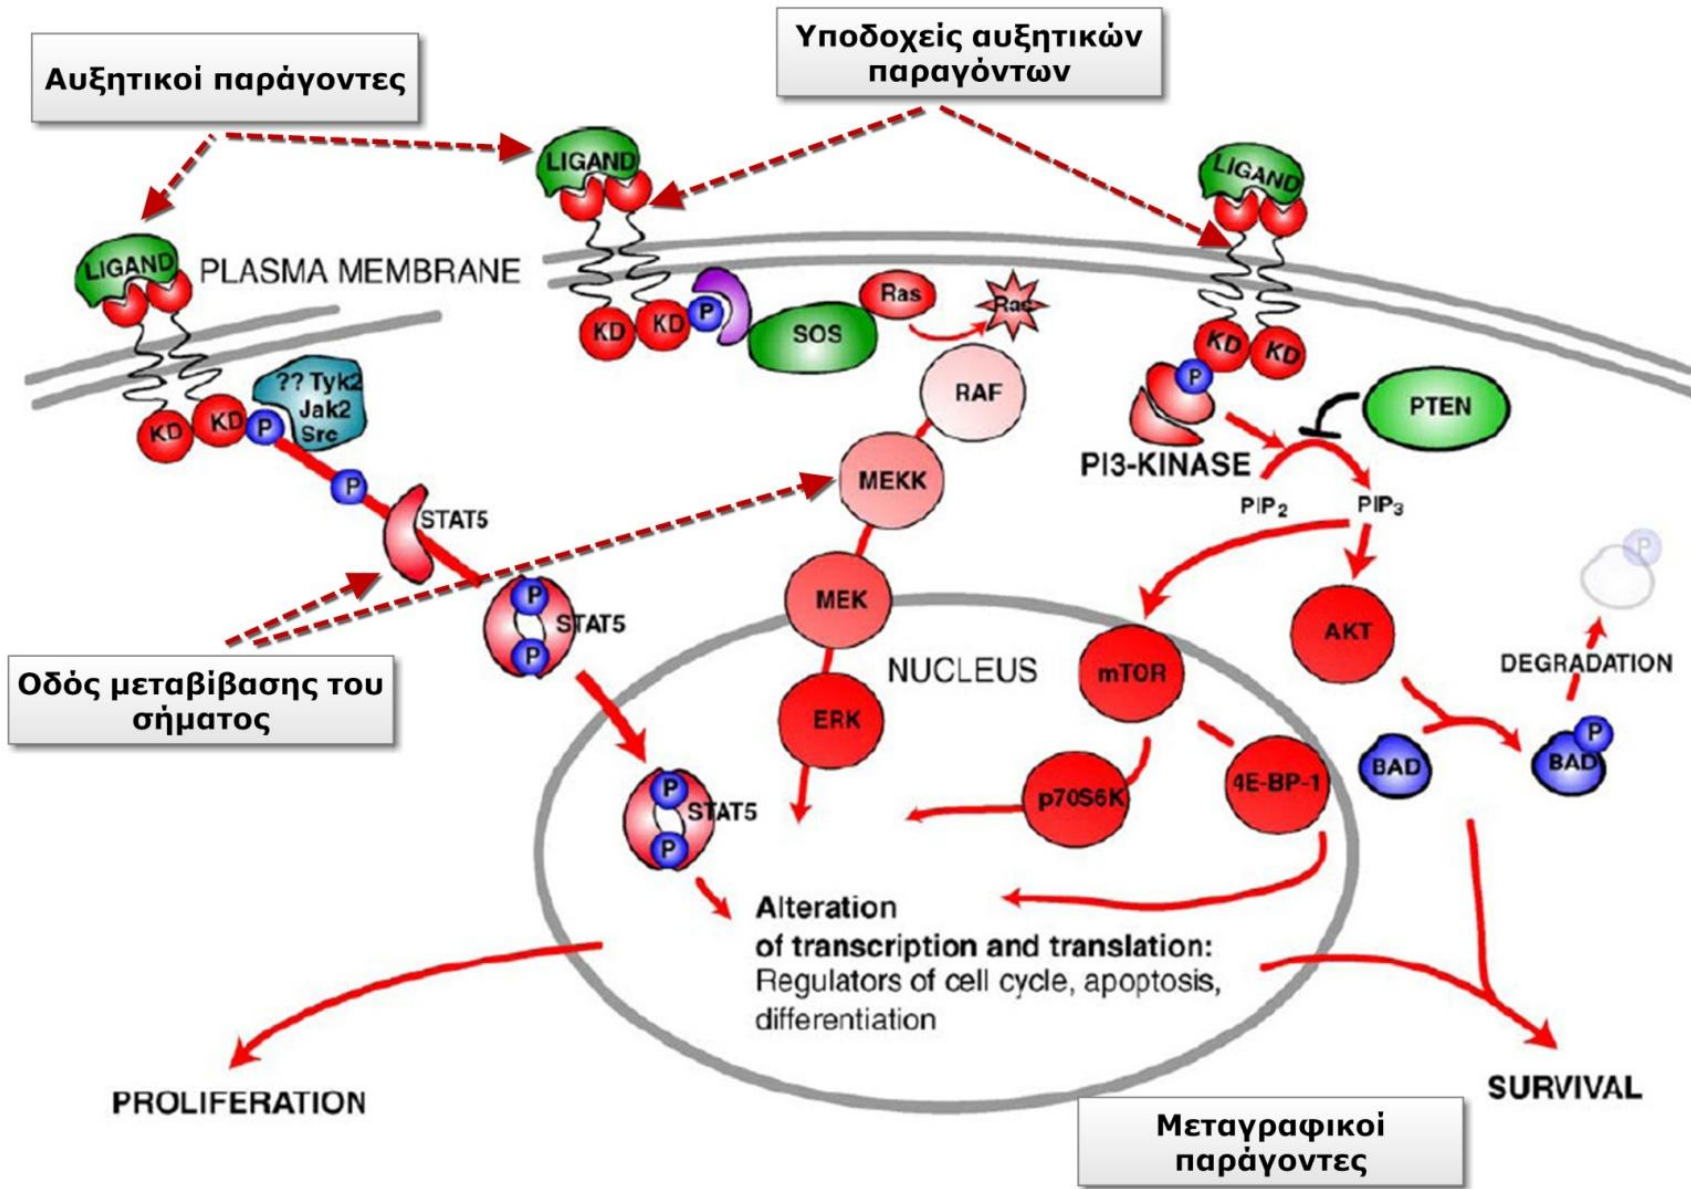 Αυξητικοί παράγοντες
Υποδοχείς αυξητικών
παραγόντων
LIGAND
LIGAND
LIGAND
PLASMA MEMBRANE
KD
KD
P
SOS
Ras
Ras
KD
KD
P
?? Tyk2
Jak2
Src
KD
KD
P
P
STAT5
RAF
MEKK
PTEN
PI3-KINASE
PIP2
PIP3
P
MEK
P
STAT5
P
AKT
Οδός μεταβίβασης του
σήματος
NUCLEUS
mTOR
DEGRADATION
ERK
P
BAD
BAD
P
STAT5
P
p70S6K
4E-BP-1
Alteration
of transcription and translation:
Regulators of cell cycle, apoptosis,
differentiation
PROLIFERATION
SURVIVAL
Μεταγραφικοί
παράγοντες